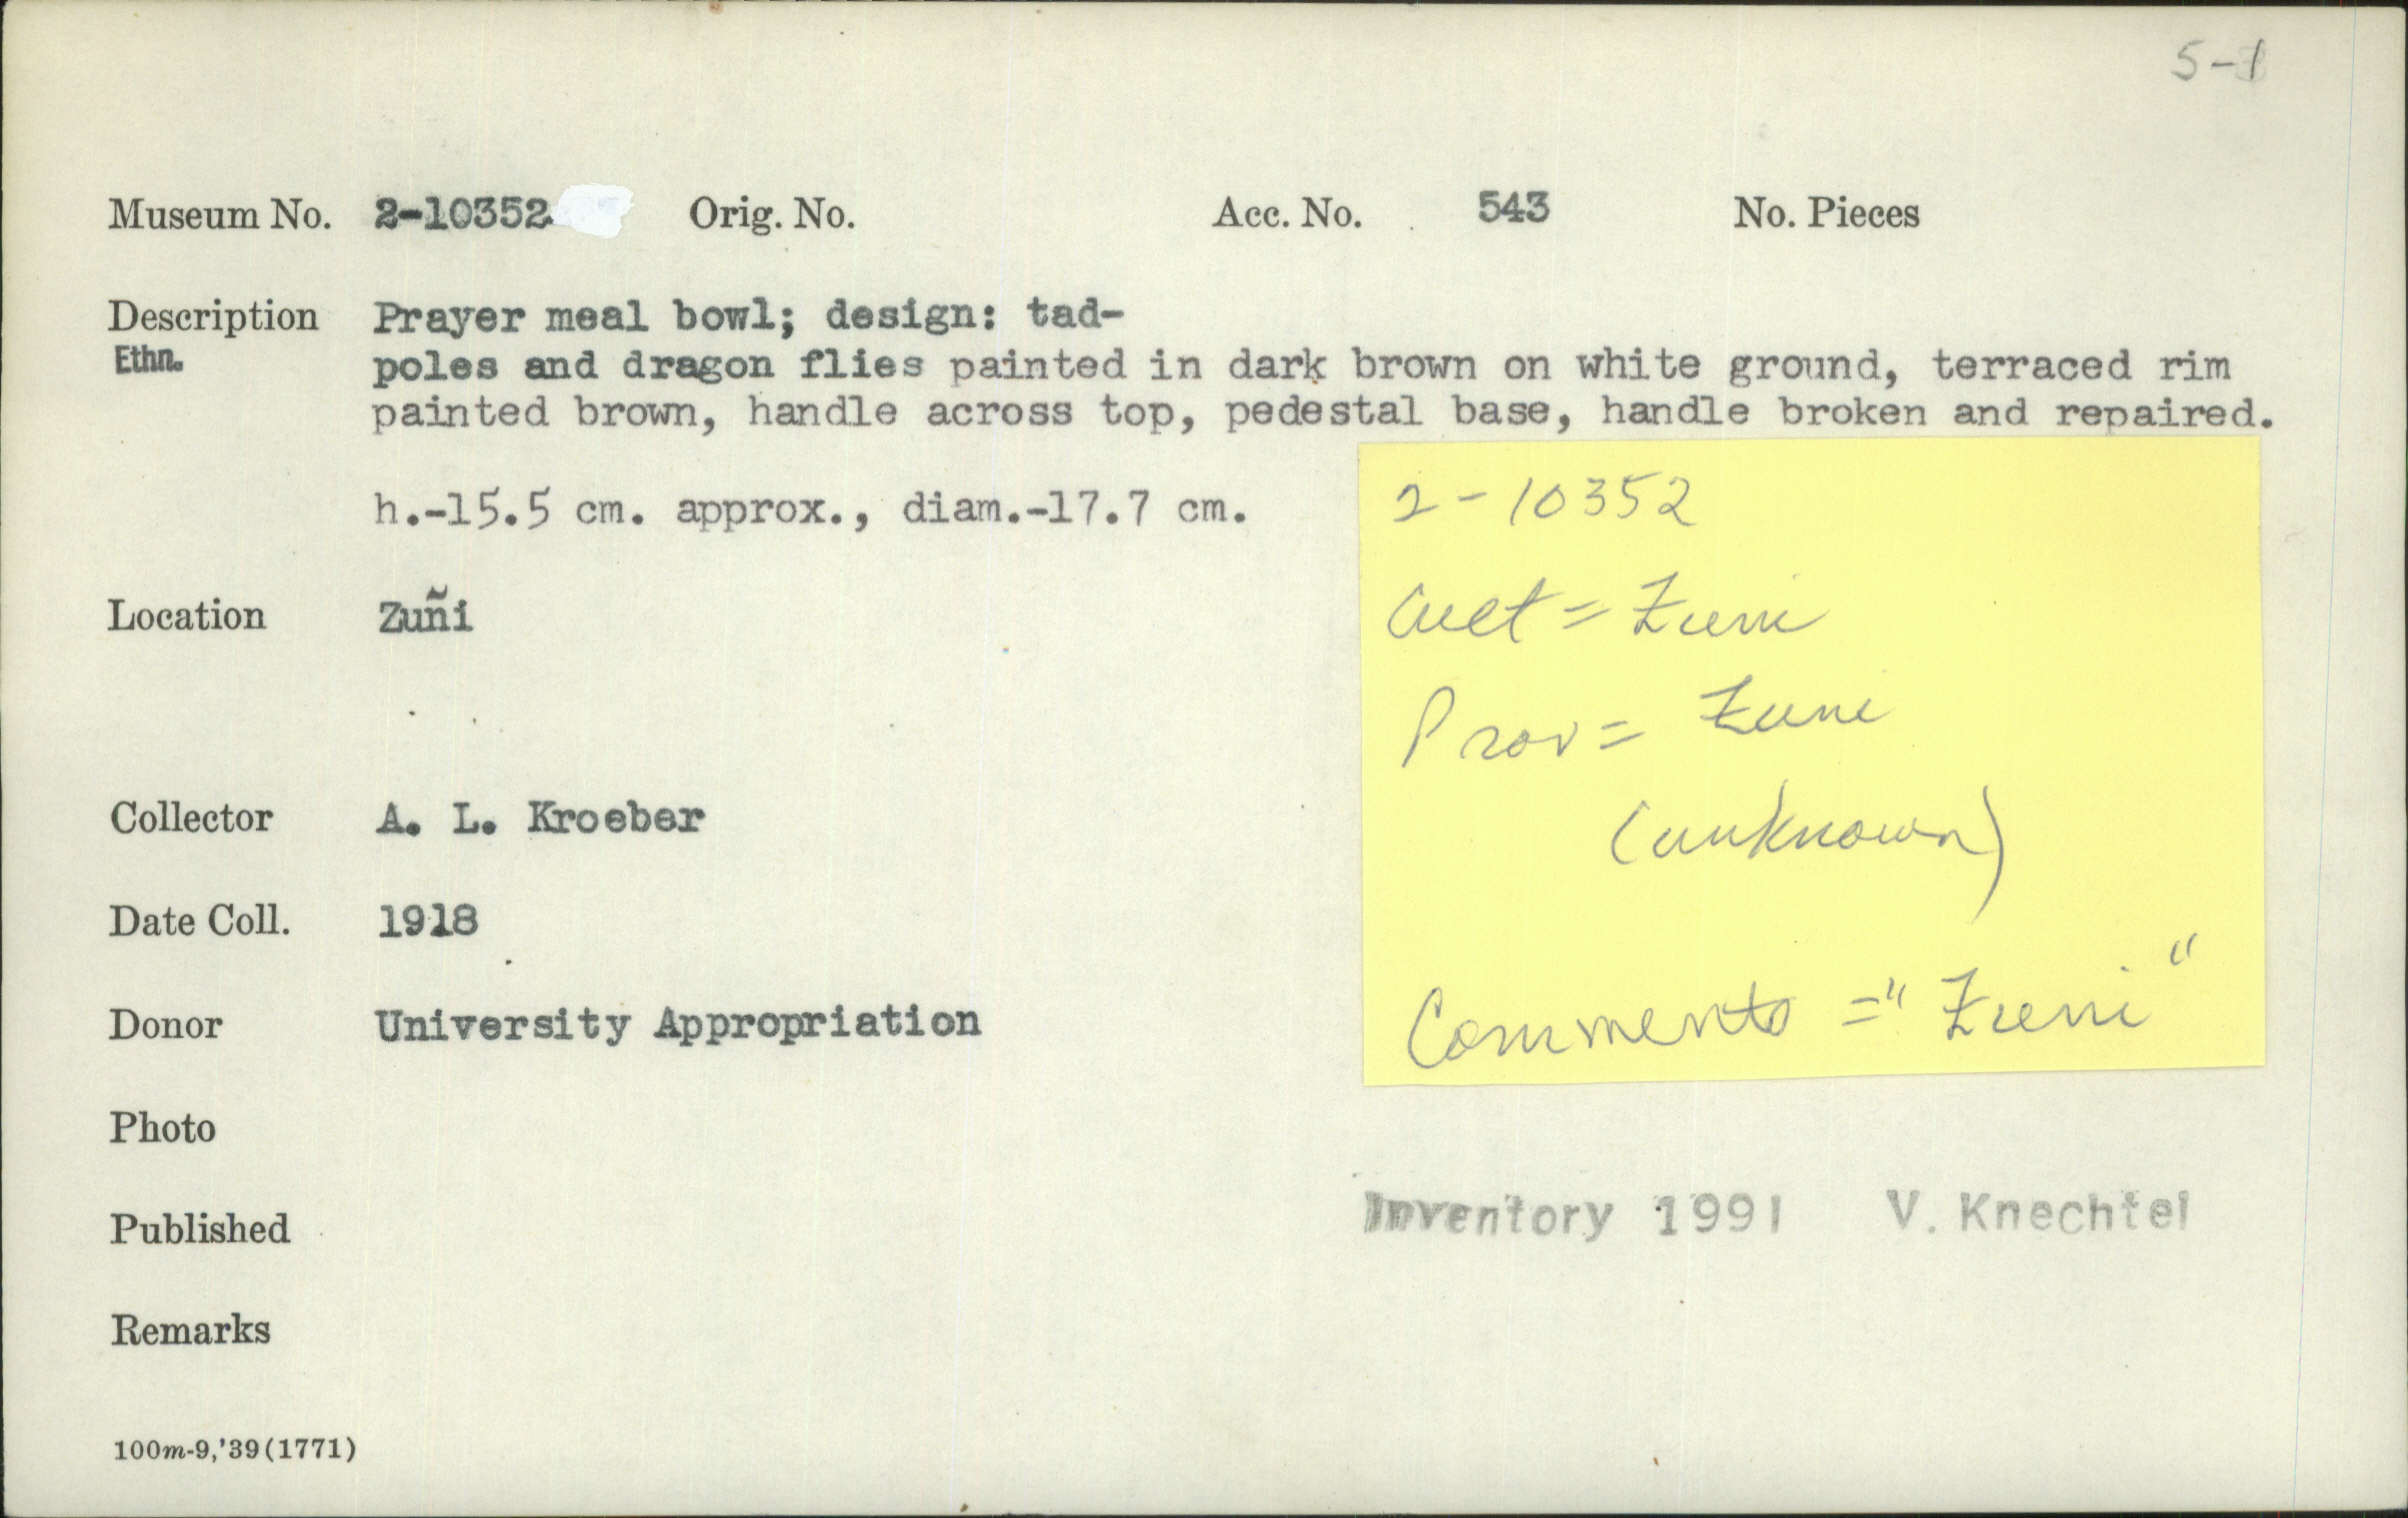 5-1
Museum No. 2-10352 Orig. No. Acc. No. 543 No. Pieces
Description Prayer meal bowl; design: tad-
Ethn. poles and dragon flies painted in dark brown on white ground, terraced rim
painted brown, handle across top, pedestal base, handle broken and repaired.
h.-15.5 cm. approx., diam.-17.7 cm.
Location Zuñi
Collector A. L. Kroeber
Date Coll. 1918
Donor University Appropriation
Photo
Published
Remarks
100m-9,'39(1771)
2-10352
Cult = Zuni
Prov = Zuni
(unknown)
Comments = "Zuni"
Inventory 1991 V. Knechtel